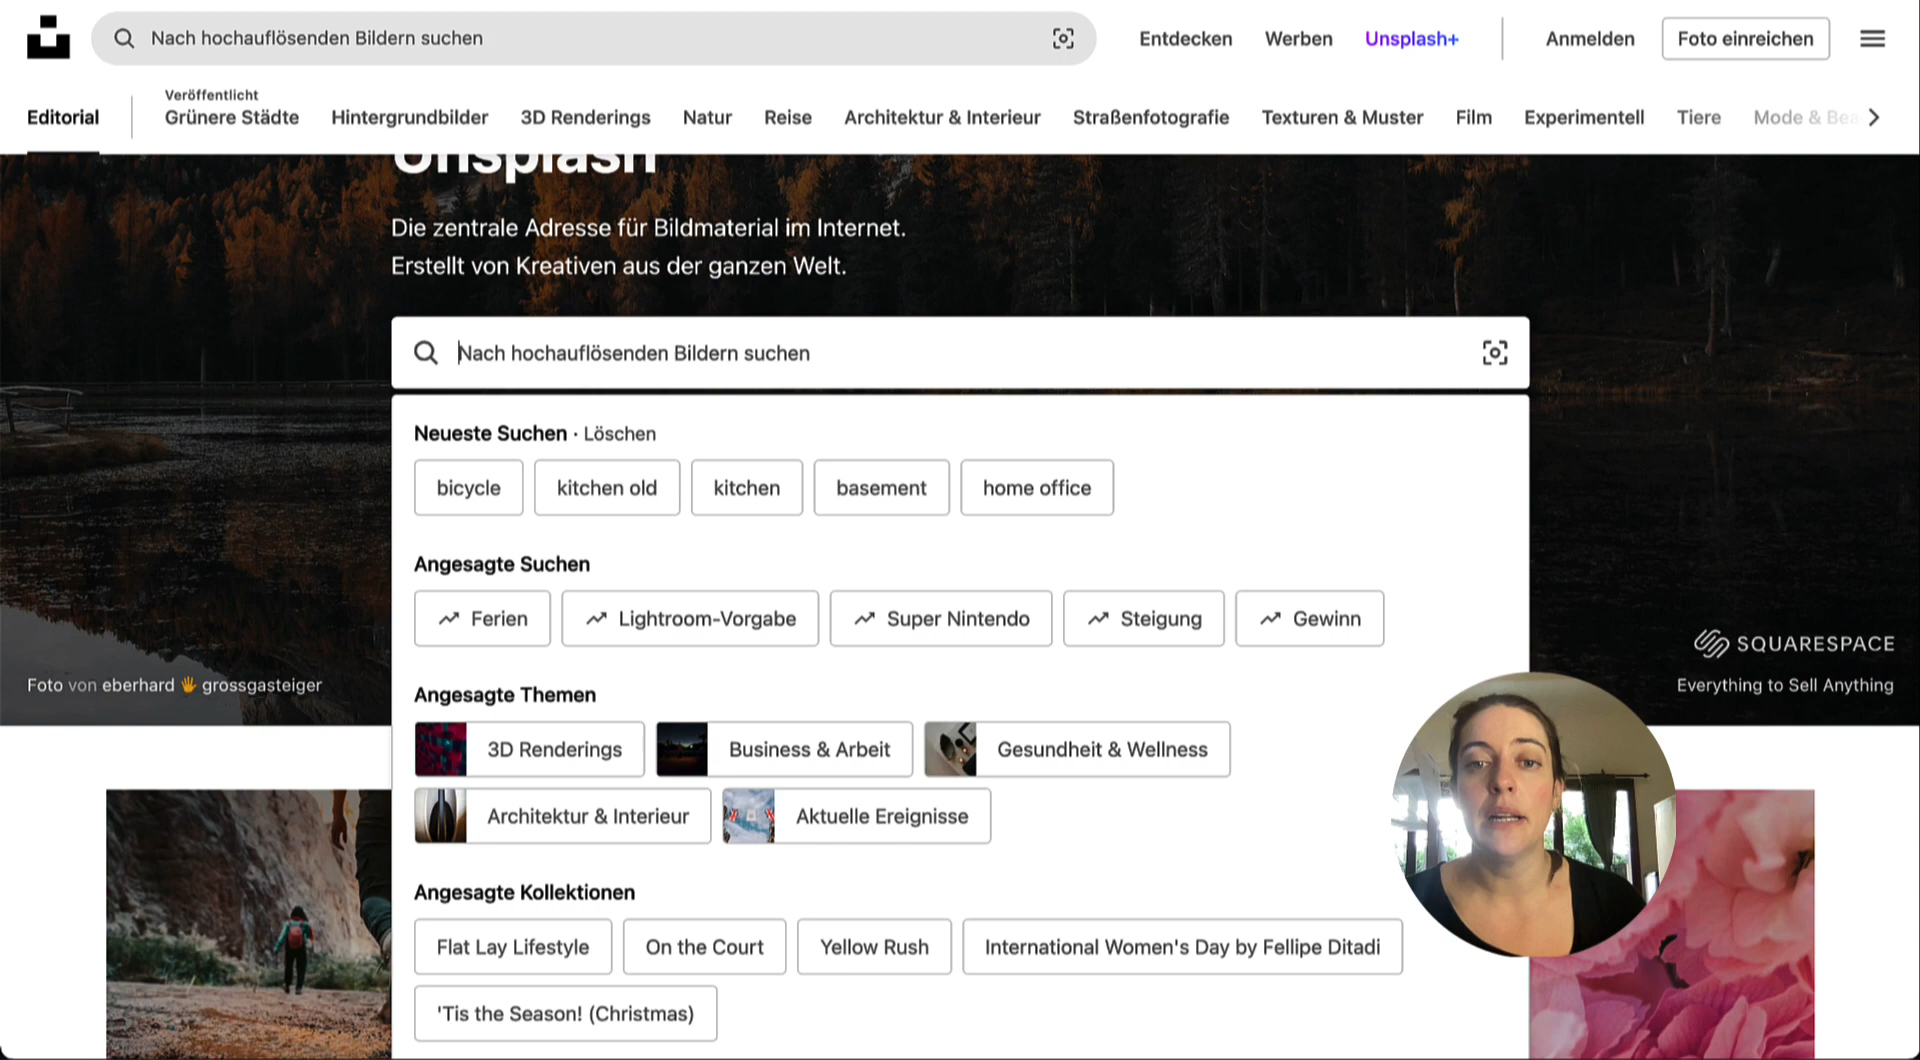 Nach hochauflösenden Bildern suchen
Entdecken
Werben
Unsplash+
Anmelden
Foto einreichen
Editorial
Veröffentlicht
Grünere Städte
Hintergrundbilder
3D Renderings
Natur
Reise
Architektur & Interieur
Straßenfotografie
Texturen & Muster
Film
Experimentell
Tiere
Mode & Bea
Unsplash
Die zentrale Adresse für Bildmaterial im Internet.
Erstellt von Kreativen aus der ganzen Welt.
Nach hochauflösenden Bildern suchen
Neueste Suchen · Löschen
bicycle
kitchen old
kitchen
basement
home office
Angesagte Suchen
Ferien
Lightroom-Vorgabe
Super Nintendo
Steigung
Gewinn
SQUARESPACE
Everything to Sell Anything
Foto von eberhard 🖐 grossgasteiger
Angesagte Themen
3D Renderings
Business & Arbeit
Gesundheit & Wellness
Architektur & Interieur
Aktuelle Ereignisse
Angesagte Kollektionen
Flat Lay Lifestyle
On the Court
Yellow Rush
International Women's Day by Fellipe Ditadi
'Tis the Season! (Christmas)